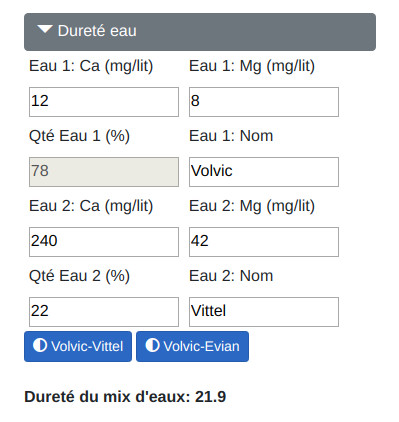 Dureté eau
Eau 1: Ca (mg/lit) Eau 1: Mg (mg/lit)
12 8
Qté Eau 1 (%) Eau 1: Nom
78 Volvic
Eau 2: Ca (mg/lit) Eau 2: Mg (mg/lit)
240 42
Qté Eau 2 (%) Eau 2: Nom
22 Vittel
Volvic-Vittel Volvic-Evian
Dureté du mix d'eaux: 21.9